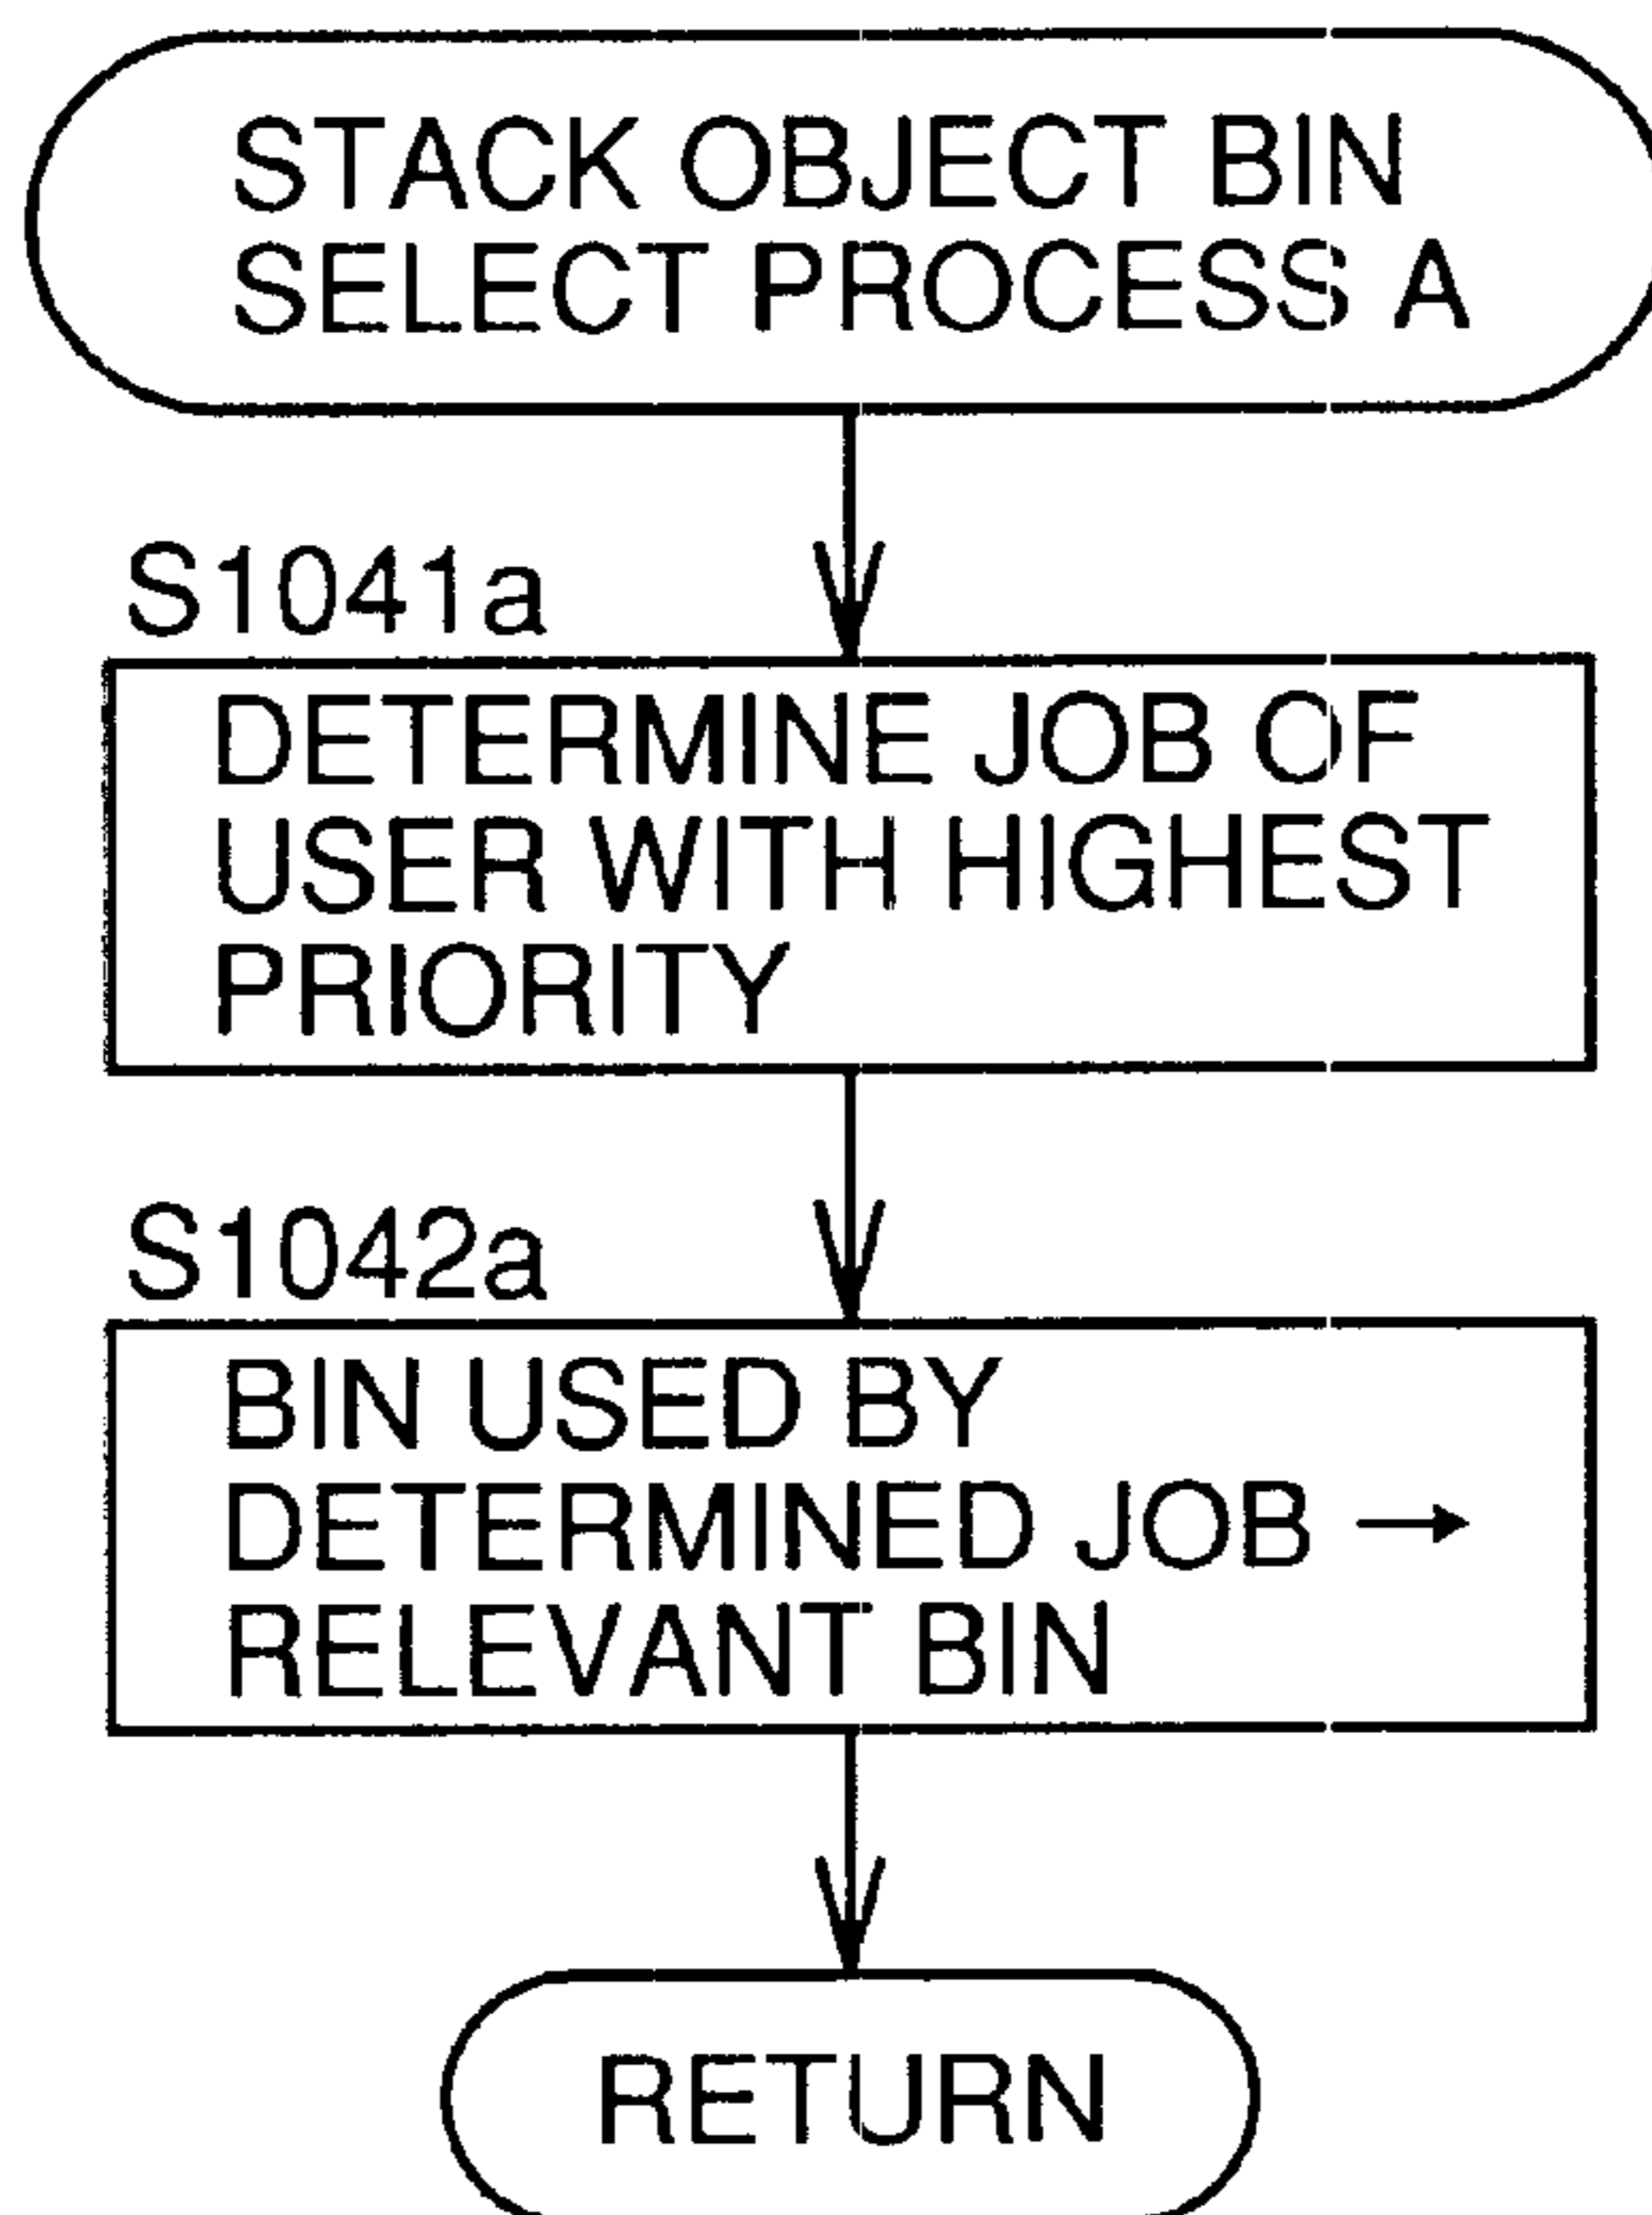 STACK OBJECT BIN
SELECT PROCESS A
S1041a
DETERMINE JOB OF
USER WITH HIGHEST
PRIORITY
S1042a
BIN USED BY
DETERMINED JOB →
RELEVANT BIN
RETURN